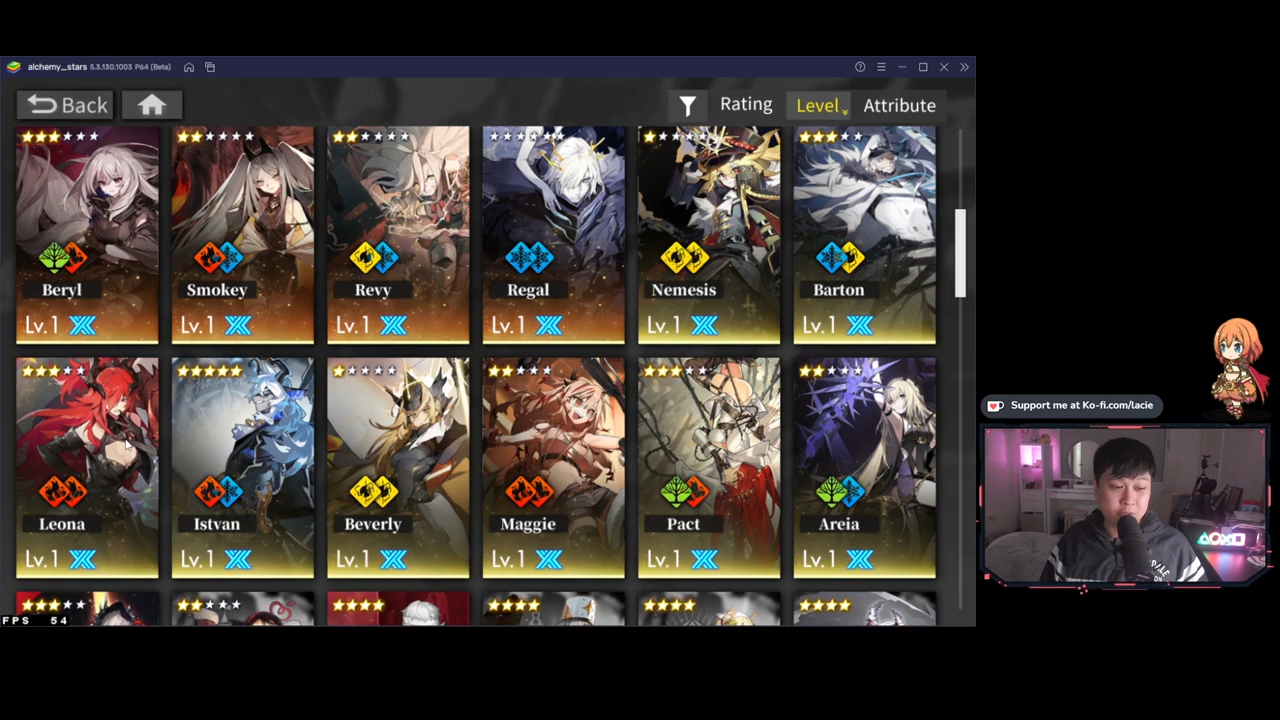 alchemy_stars 5.3.130.1003 P64 (Beta)
Back
Rating
Level
Attribute
Beryl
Smokey
Revy
Regal
Nemesis
Barton
Lv.1
Lv.1
Lv.1
Lv.1
Lv.1
Lv.1
Leona
Istvan
Beverly
Maggie
Pact
Areia
Lv.1
Lv.1
Lv.1
Lv.1
Lv.1
Lv.1
FPS 54
Support me at Ko-fi.com/lacie